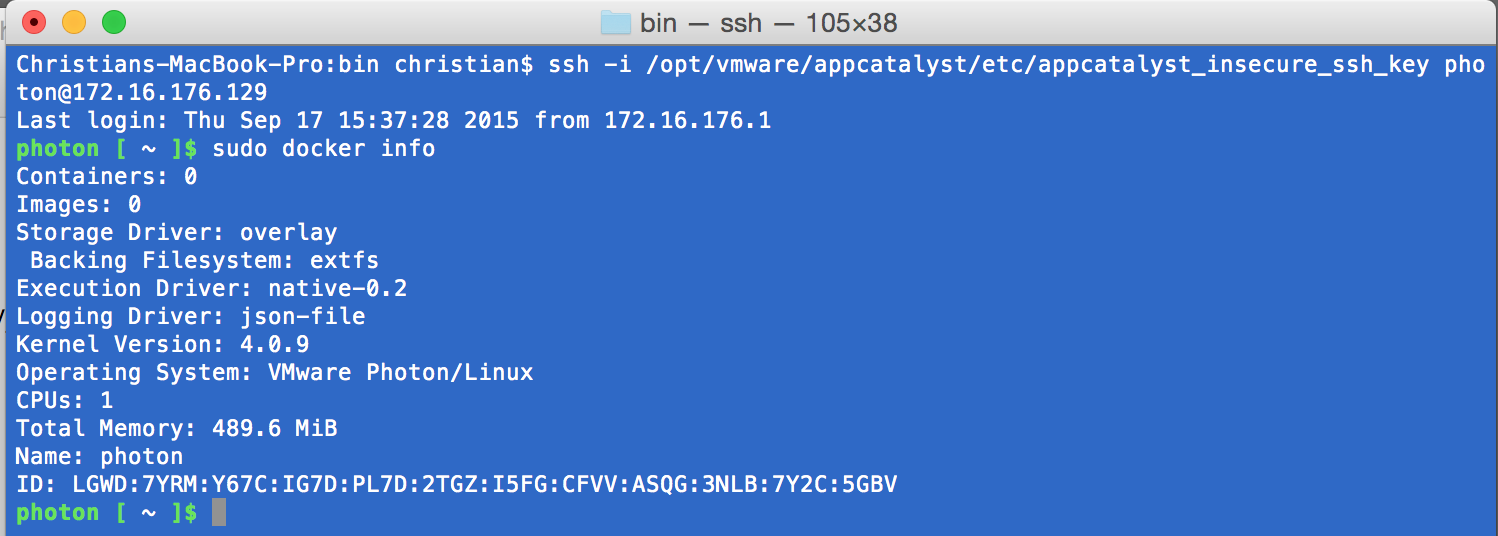 bin — ssh — 105×38
Christians-MacBook-Pro:bin christian$ ssh -i /opt/vmware/appcatalyst/etc/appcatalyst_insecure_ssh_key pho
ton@172.16.176.129
Last login: Thu Sep 17 15:37:28 2015 from 172.16.176.1
photon [ ~ ]$ sudo docker info
Containers: 0
Images: 0
Storage Driver: overlay
 Backing Filesystem: extfs
Execution Driver: native-0.2
Logging Driver: json-file
Kernel Version: 4.0.9
Operating System: VMware Photon/Linux
CPUs: 1
Total Memory: 489.6 MiB
Name: photon
ID: LGWD:7YRM:Y67C:IG7D:PL7D:2TGZ:I5FG:CFVV:ASQG:3NLB:7Y2C:5GBV
photon [ ~ ]$